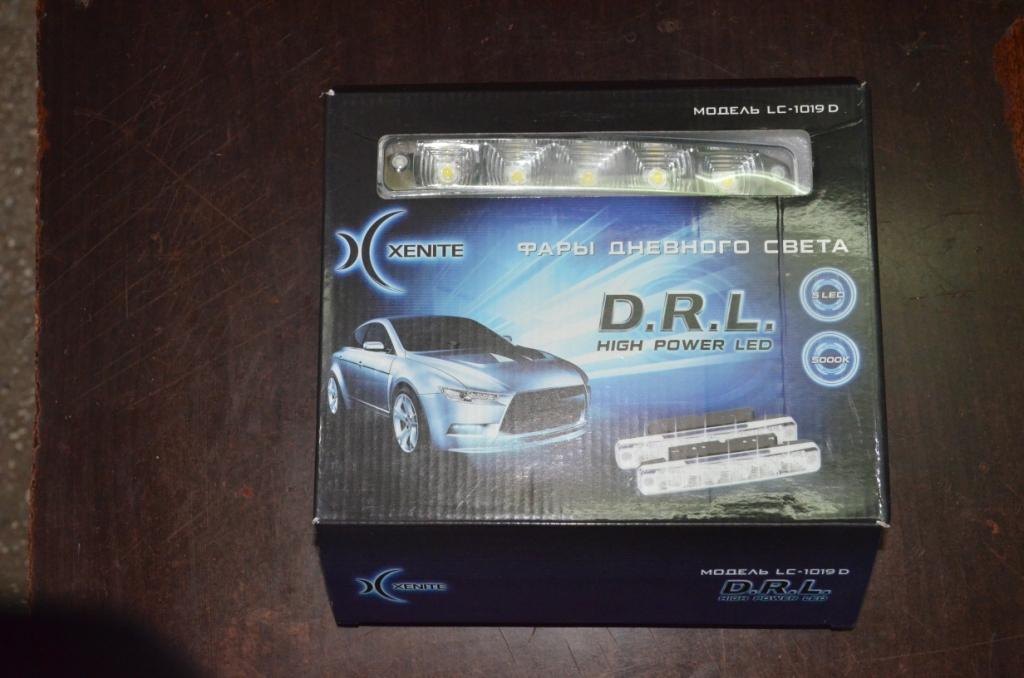 МОДЕЛЬ LC-1019 D
XENITE
ФАРЫ ДНЕВНОГО СВЕТА
5 LED
D.R.L.
HIGH POWER LED
5000K
XENITE
МОДЕЛЬ LC-1019 D
D.R.L.
HIGH POWER LED